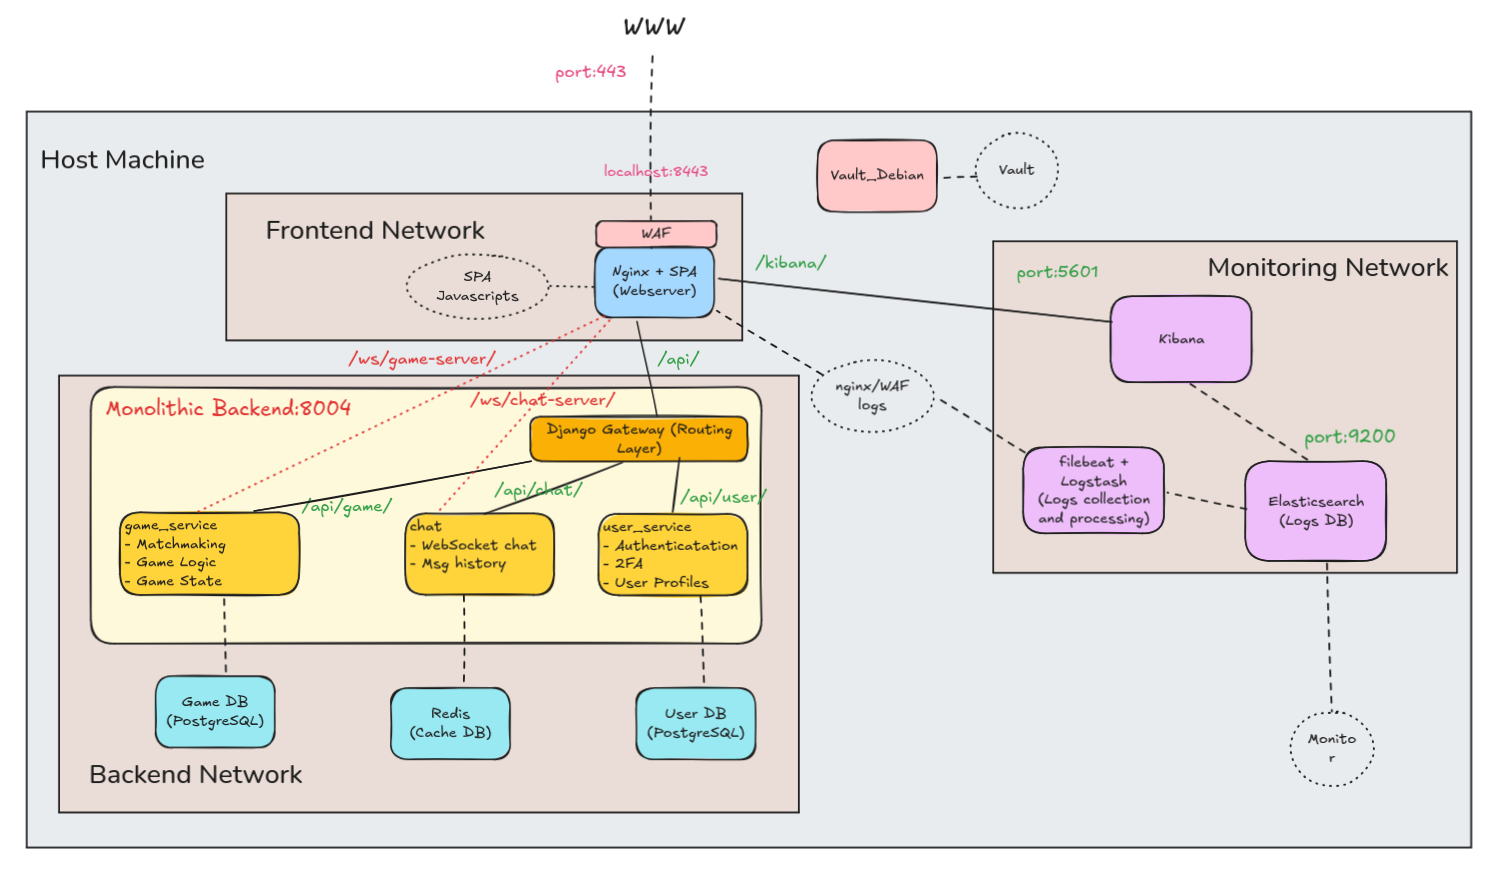 WWW
port:443
Host Machine
localhost:8443
Vault_Debian
Vault
Frontend Network
WAF
SPA
Javascripts
Nginx + SPA
(Webserver)
/kibana/
port:5601
Monitoring Network
Kibana
/ws/game-server/
/api/
nginx/WAF
logs
Monolithic Backend:8004
/ws/chat-server/
Django Gateway (Routing
Layer)
port:9200
filebeat +
Logstash
(Logs collection
and processing)
Elasticsearch
(Logs DB)
/api/game/
/api/chat/
/api/user/
game_service
- Matchmaking
- Game Logic
- Game State
chat
- WebSocket chat
- Msg history
user_service
- Authenticatation
- 2FA
- User Profiles
Game DB
(PostgreSQL)
Redis
(Cache DB)
User DB
(PostgreSQL)
Monito
r
Backend Network